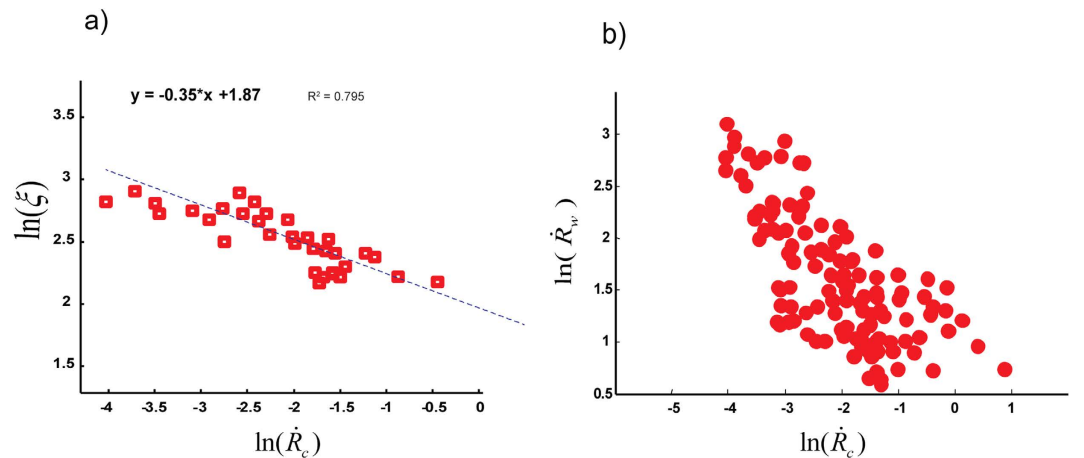 a)
y = -0.35*x +1.87 R² = 0.795
3.5
3
2.5
2
1.5
ln(ξ)
-4 -3.5 -3 -2.5 -2 -1.5 -1 -0.5 0
ln(Ṙc)
b)
3
2.5
2
1.5
1
0.5
ln(Ṙw)
-5 -4 -3 -2 -1 0 1
ln(Ṙc)